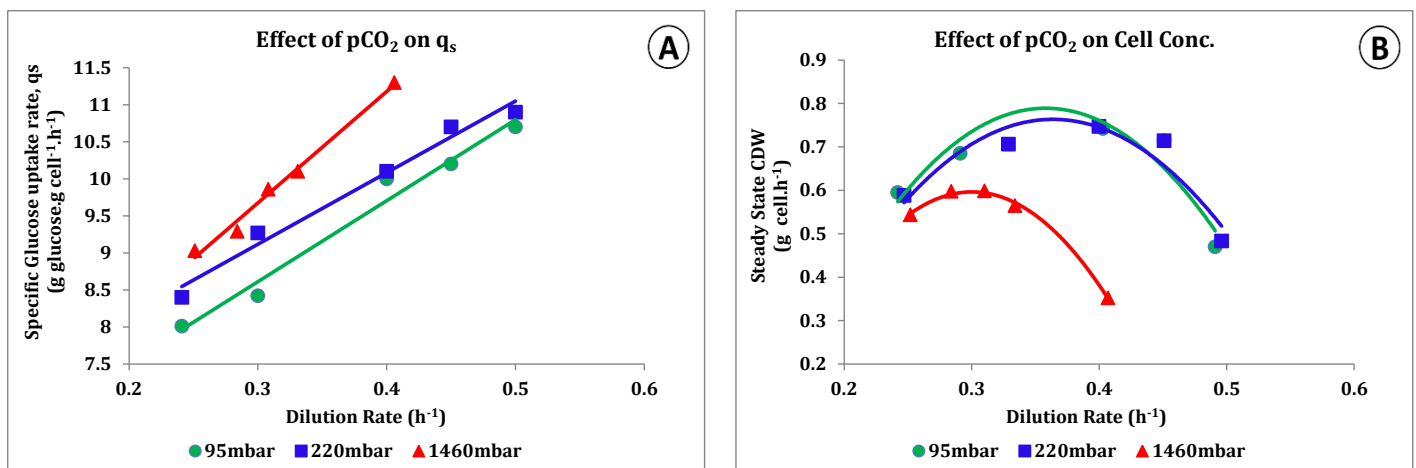 Effect of pCO₂ on qₛ
A
Specific Glucose uptake rate, qs
(g glucose.g cell⁻¹.h⁻¹)
11.5
11
10.5
10
9.5
9
8.5
8
7.5
0.2 0.3 0.4 0.5 0.6
Dilution Rate (h⁻¹)
95mbar 220mbar 1460mbar
Effect of pCO₂ on Cell Conc.
B
Steady State CDW
(g cell.h⁻¹)
0.9
0.8
0.7
0.6
0.5
0.4
0.3
0.2
0.2 0.3 0.4 0.5 0.6
Dilution Rate (h⁻¹)
95mbar 220mbar 1460mbar